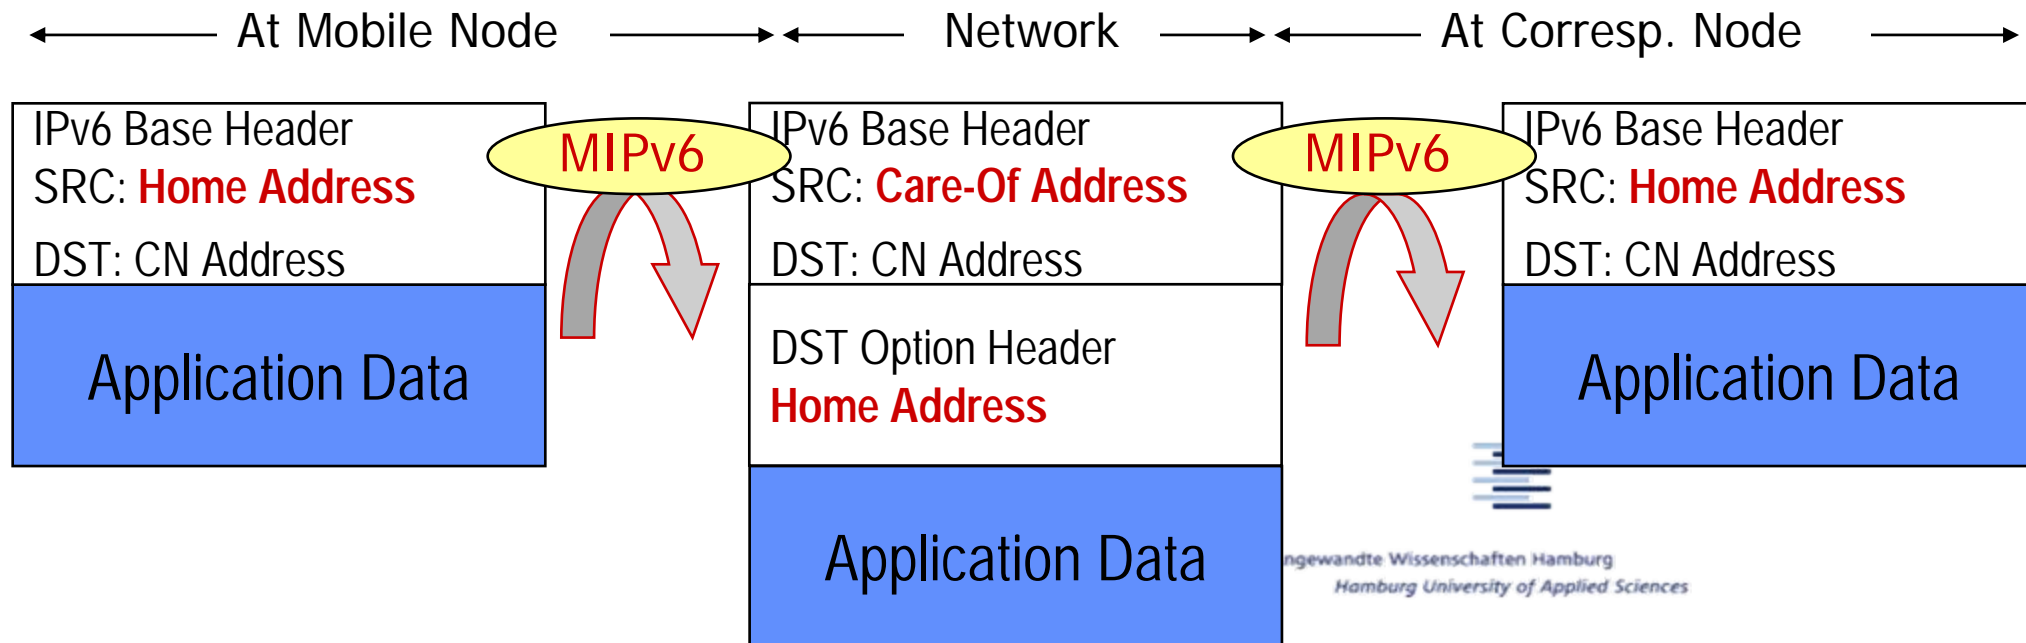 At Mobile Node
Network
At Corresp. Node
IPv6 Base Header
SRC: Home Address
DST: CN Address
Application Data
MIPv6
IPv6 Base Header
SRC: Care-Of Address
DST: CN Address
DST Option Header
Home Address
Application Data
MIPv6
IPv6 Base Header
SRC: Home Address
DST: CN Address
Application Data
ngewandte Wissenschaften Hamburg
Hamburg University of Applied Sciences